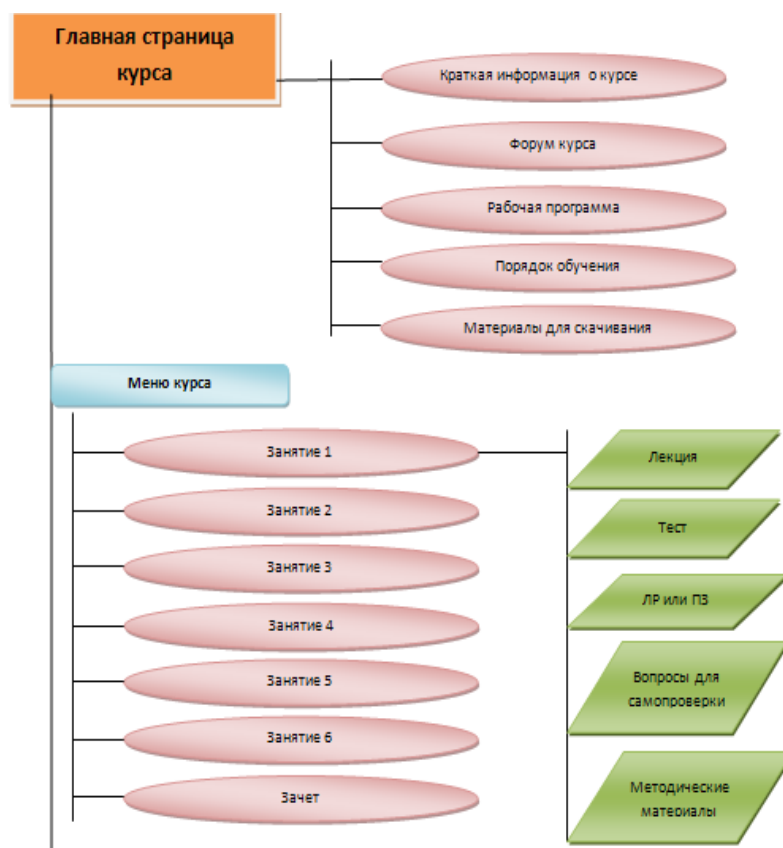 Главная страница
курса
Краткая информация о курсе
Форум курса
Рабочая программа
Порядок обучения
Материалы для скачивания
Меню курса
Занятие 1
Занятие 2
Занятие 3
Занятие 4
Занятие 5
Занятие 6
Зачет
Лекция
Тест
ЛР или ПЗ
Вопросы для
самопроверки
Методические
материалы